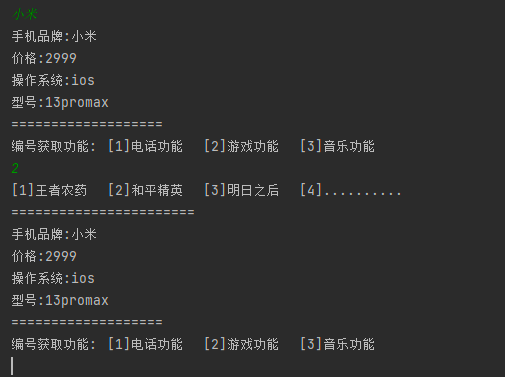 小米
手机品牌:小米
价格:2999
操作系统:ios
型号:13promax
===================
编号获取功能: [1]电话功能 [2]游戏功能 [3]音乐功能
2
[1]王者农药 [2]和平精英 [3]明日之后 [4]..........
=======================
手机品牌:小米
价格:2999
操作系统:ios
型号:13promax
===================
编号获取功能: [1]电话功能 [2]游戏功能 [3]音乐功能